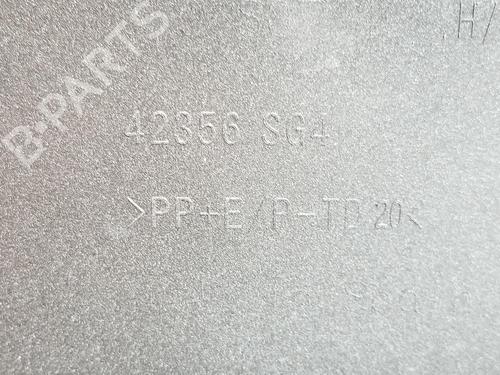 H/
B-PARTS
42356 SG4
>PP+E/P-TD20<